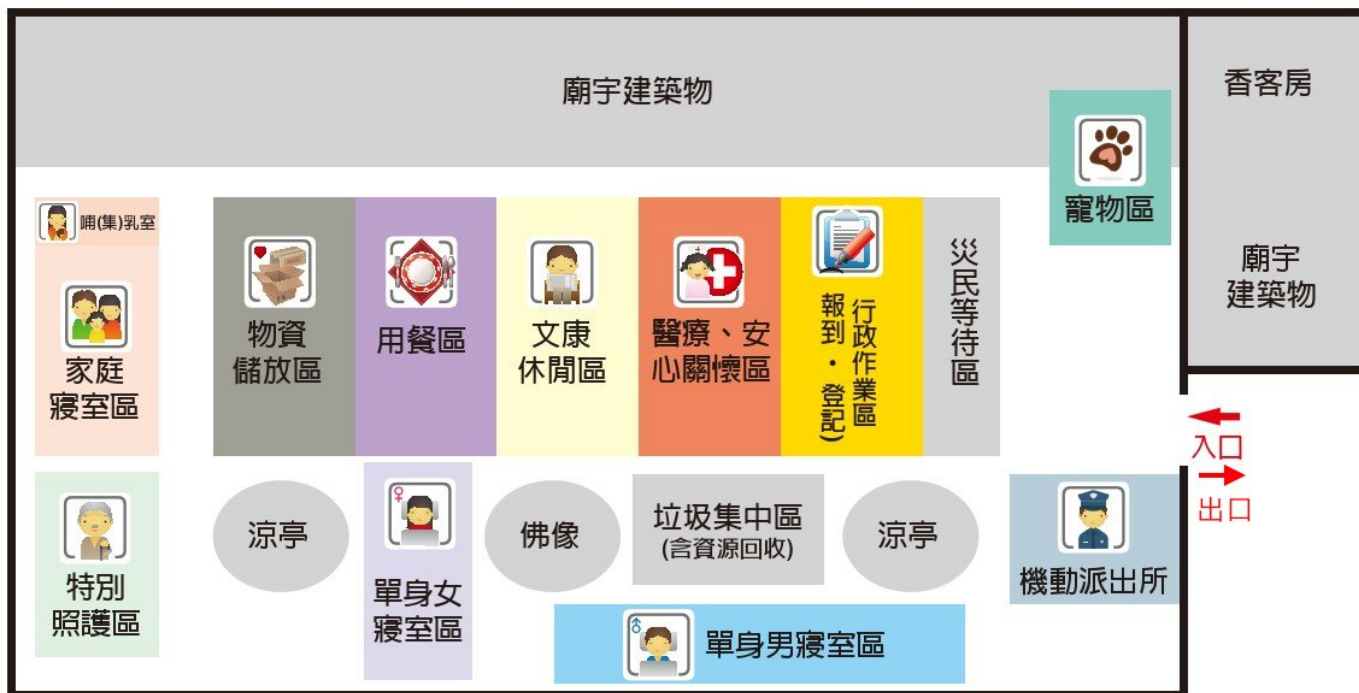 廟宇建築物
香客房
寵物區
廟宇
建築物
哺(集)乳室
家庭
寢室區
物資
儲放區
用餐區
文康
休閒區
醫療、安
心關懷區
行政作業區
報到・登記)
災民等待區
入口
出口
特別
照護區
涼亭
單身女
寢室區
佛像
垃圾集中區
(含資源回收)
涼亭
機動派出所
單身男寢室區